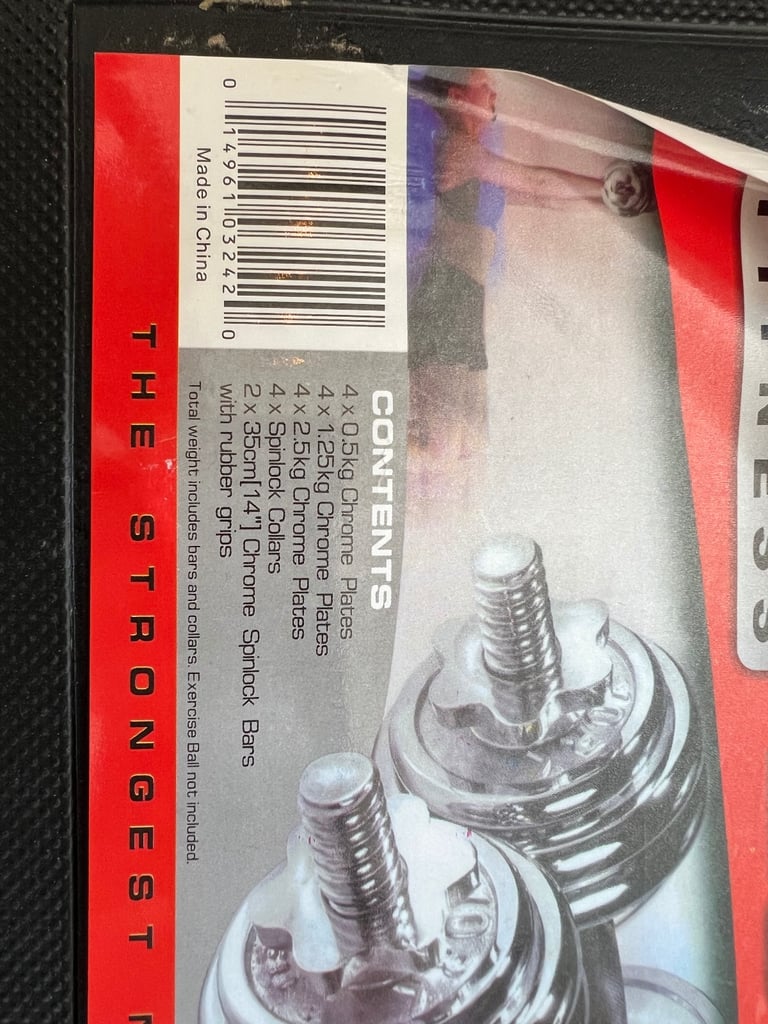 FITNESS
CONTENTS
4 x 0.5kg Chrome Plates
4 x 1.25kg Chrome Plates
4 x 2.5kg Chrome Plates
4 x Spinlock Collars
2 x 35cm[14"] Chrome Spinlock Bars
with rubber grips
Total weight includes bars and collars. Exercise Ball not included.
0 14961 03242 0
Made in China
THE STRONGEST